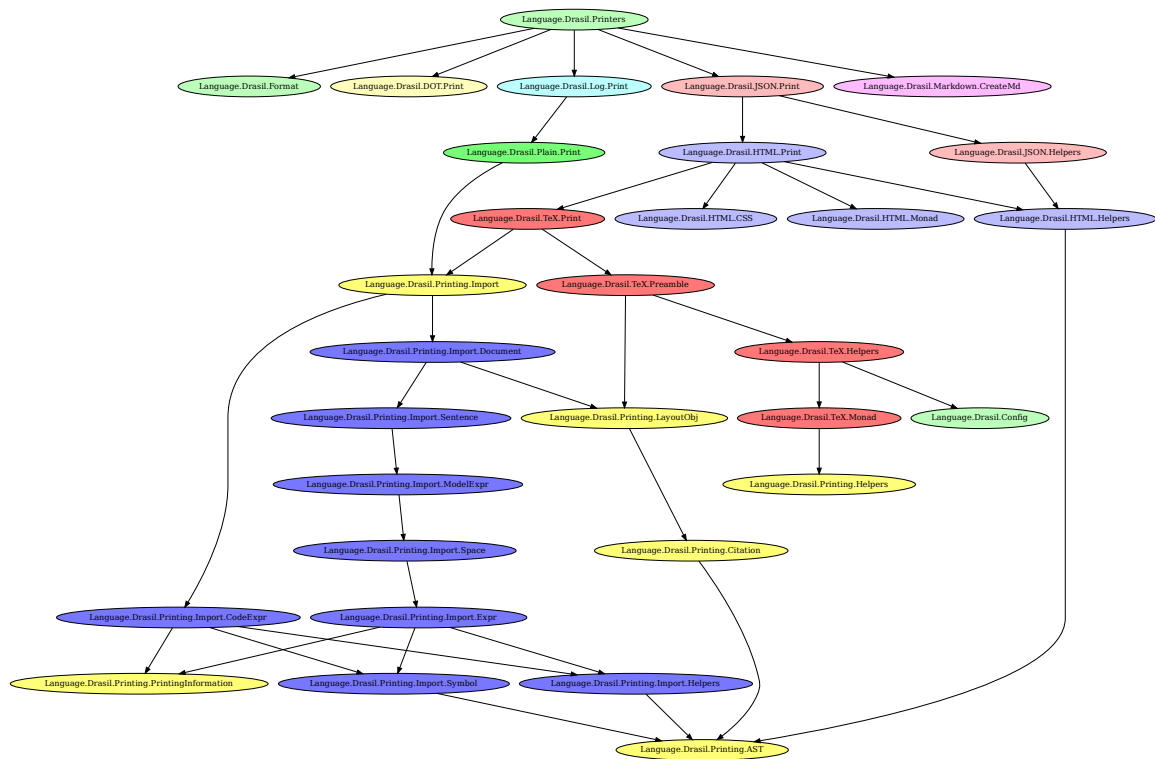 Language.Drasil.Printers
Language.Drasil.Format
Language.Drasil.DOT.Print
Language.Drasil.Log.Print
Language.Drasil.JSON.Print
Language.Drasil.Markdown.CreateMd
Language.Drasil.Plain.Print
Language.Drasil.HTML.Print
Language.Drasil.JSON.Helpers
Language.Drasil.TeX.Print
Language.Drasil.HTML.CSS
Language.Drasil.HTML.Monad
Language.Drasil.HTML.Helpers
Language.Drasil.Printing.Import
Language.Drasil.TeX.Preamble
Language.Drasil.Printing.Import.Document
Language.Drasil.TeX.Helpers
Language.Drasil.Printing.Import.Sentence
Language.Drasil.Printing.LayoutObj
Language.Drasil.TeX.Monad
Language.Drasil.Config
Language.Drasil.Printing.Import.ModelExpr
Language.Drasil.Printing.Helpers
Language.Drasil.Printing.Import.Space
Language.Drasil.Printing.Citation
Language.Drasil.Printing.Import.CodeExpr
Language.Drasil.Printing.Import.Expr
Language.Drasil.Printing.PrintingInformation
Language.Drasil.Printing.Import.Symbol
Language.Drasil.Printing.Import.Helpers
Language.Drasil.Printing.AST